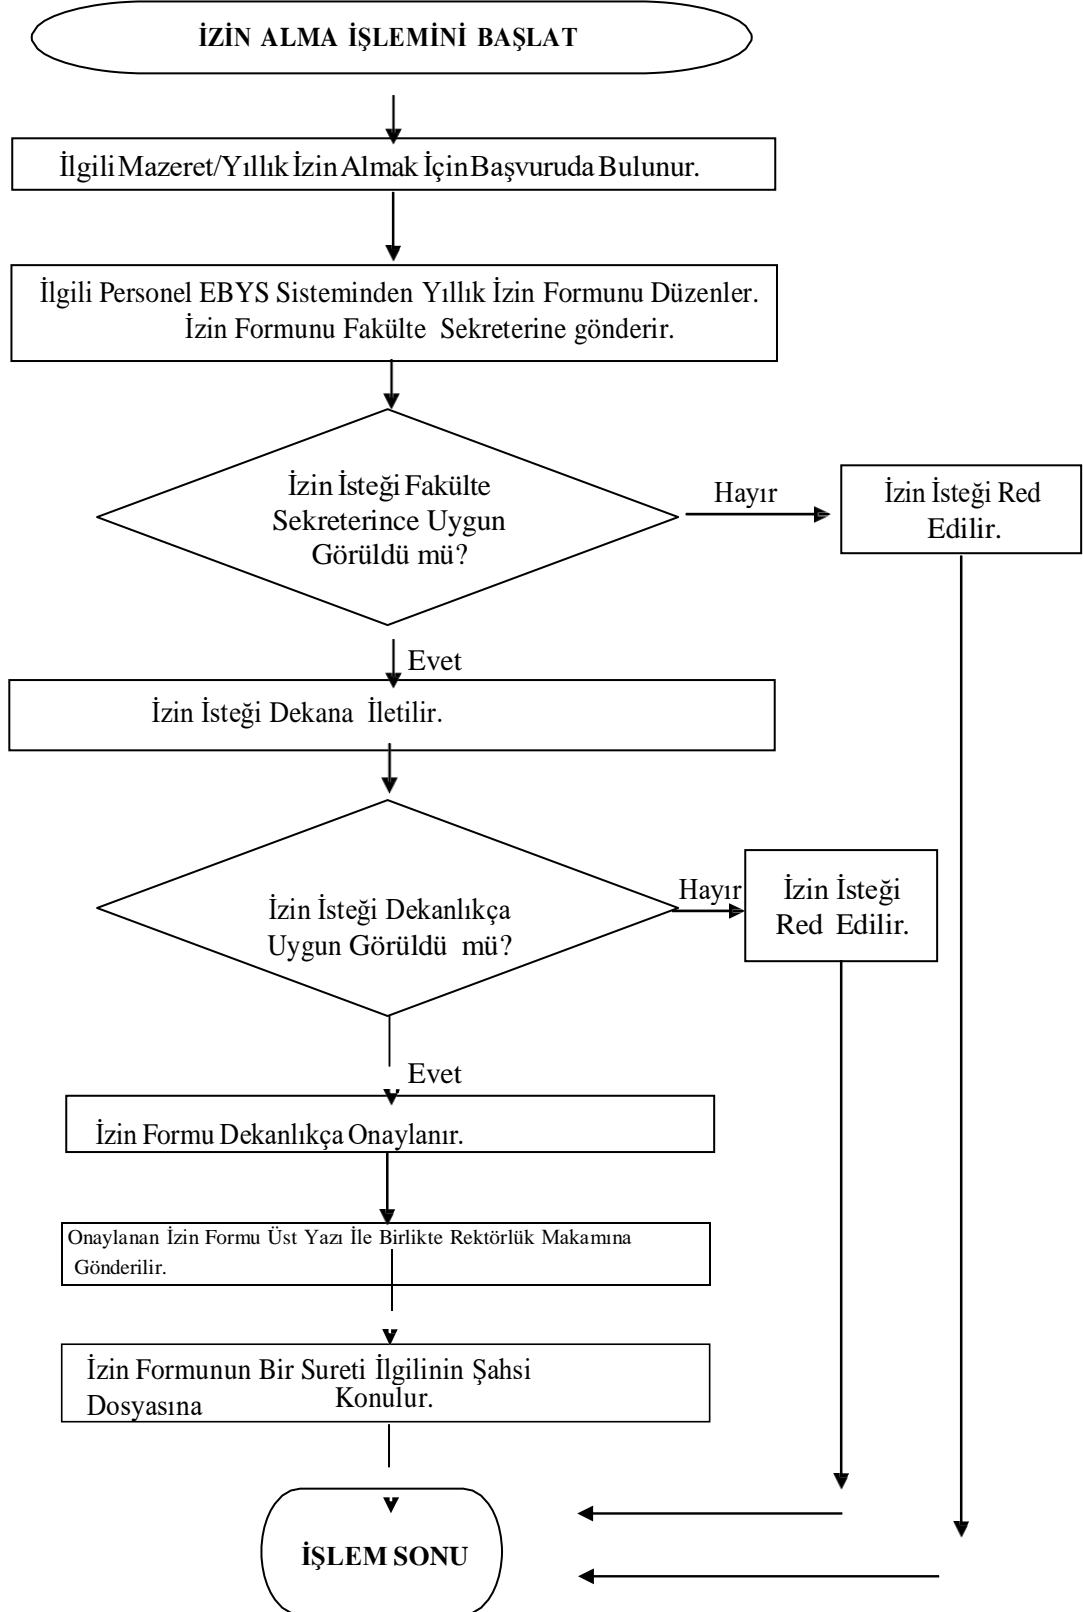 İZİN ALMA İŞLEMİNİ BAŞLAT
İlgili Mazeret/Yıllık İzin Almak İçin Başvuruda Bulunur.
İlgili Personel EBYS Sisteminden Yıllık İzin Formunu Düzenler.
İzin Formunu Fakülte Sekreterine gönderir.
İzin İsteği Fakülte
Sekreterince Uygun
Görüldü mü?
Hayır
İzin İsteği Red
Edilir.
Evet
İzin İsteği Dekana İletilir.
İzin İsteği Dekanlıkça
Uygun Görüldü mü?
Hayır
İzin İsteği
Red Edilir.
Evet
İzin Formu Dekanlıkça Onaylanır.
Onaylanan İzin Formu Üst Yazı İle Birlikte Rektörlük Makamına
Gönderilir.
İzin Formunun Bir Sureti İlgilinin Şahsi
Dosyasına Konulur.
İŞLEM SONU